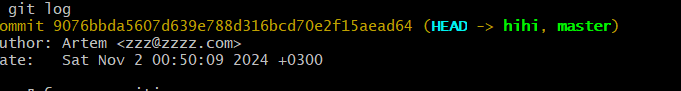 git log
ommit 9076bbda5607d639e788d316bcd70e2f15aead64 (HEAD -> hihi, master)
uthor: Artem <zzz@zzzz.com>
ate:   Sat Nov 2 00:50:09 2024 +0300